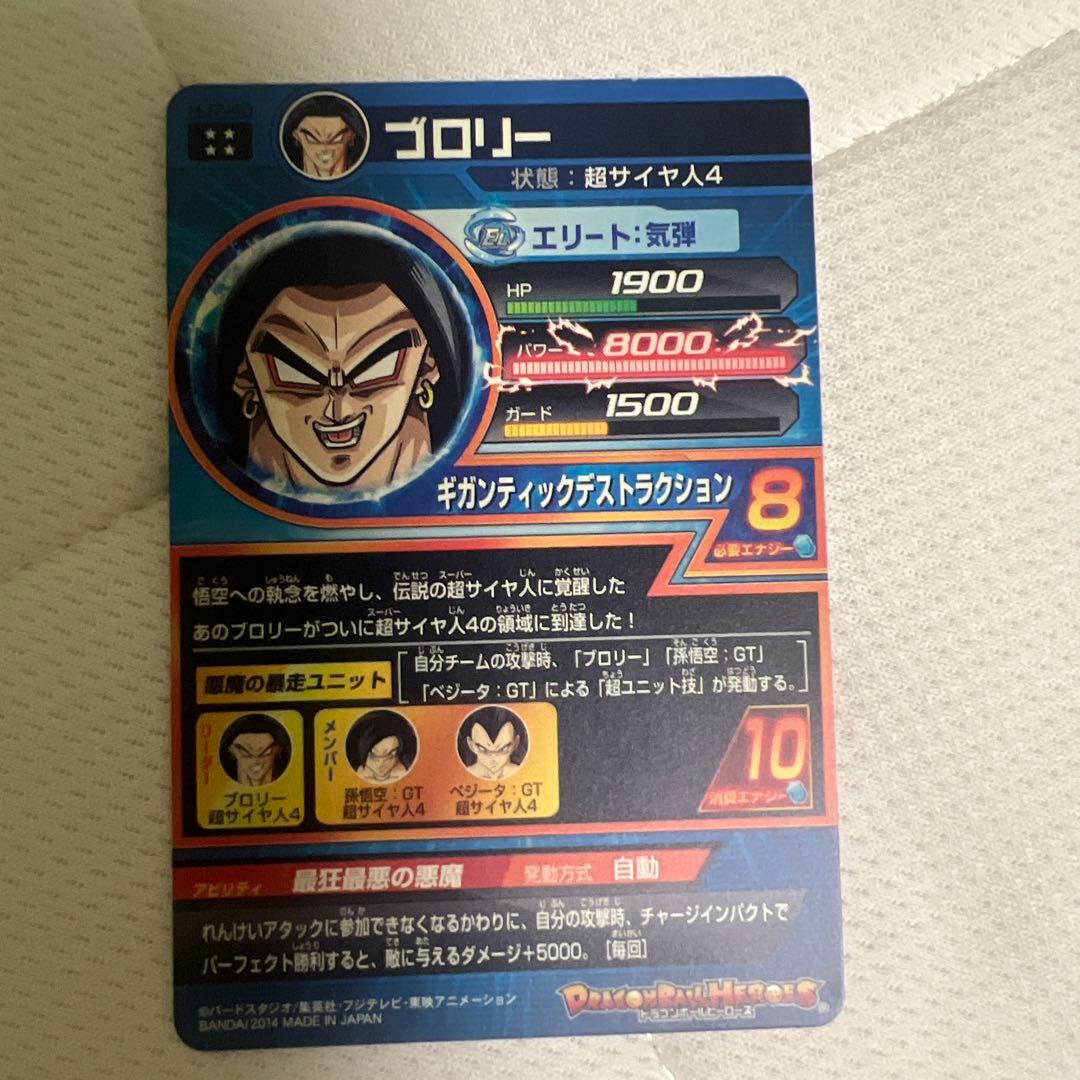 ブロリー
状態：超サイヤ人4
EL エリート：気弾
HP 1900
パワー 8000
ガード 1500
ギガンティックデストラクション
8
必要エナジー
悟空への執念を燃やし、伝説の超サイヤ人に覚醒した
あのブロリーがついに超サイヤ人4の領域に到達した！
悪魔の暴走ユニット
自分チームの攻撃時、「ブロリー」「孫悟空：GT」
「ベジータ：GT」による「超ユニット技」が発動する。
リーダー
ブロリー
超サイヤ人4
メンバー
孫悟空：GT
超サイヤ人4
ベジータ：GT
超サイヤ人4
10
消費エナジー
アビリティ 最狂最悪の悪魔 発動方式 自動
れんけいアタックに参加できなくなるかわりに、自分の攻撃時、チャージインパクトで
パーフェクト勝利すると、敵に与えるダメージ+5000。［毎回］
©バードスタジオ/集英社・フジテレビ・東映アニメーション
BANDAI 2014 MADE IN JAPAN
DRAGONBALL HEROES
ドラゴンボールヒーローズ